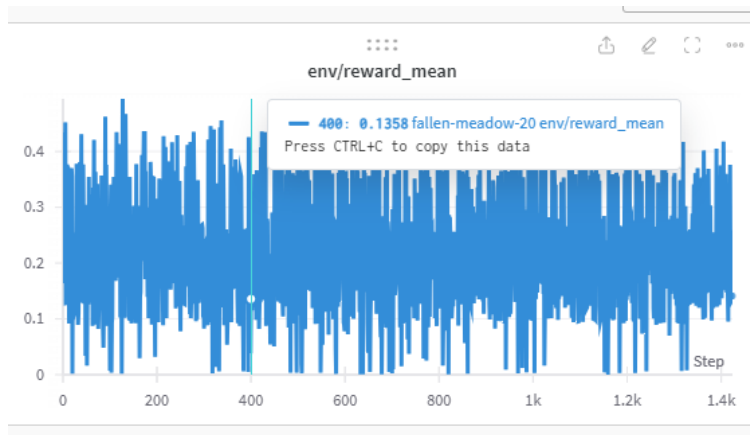 env/reward_mean
400: 0.1358 fallen-meadow-20 env/reward_mean
Press CTRL+C to copy this data
0.4
0.3
0.2
0.1
0
Step
0 200 400 600 800 1k 1.2k 1.4k